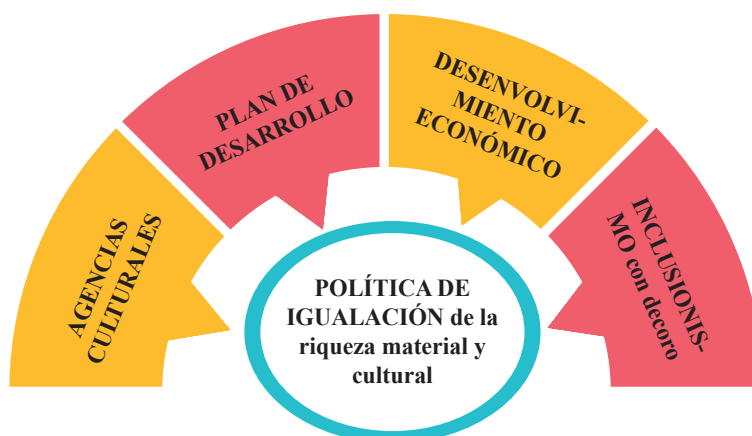 AGENCIAS
CULTURALES
PLAN DE
DESARROLLO
DESENVOLVI-
MIENTO
ECONÓMICO
INCLUSIONIS-
MO con decoro
POLÍTICA DE
IGUALACIÓN de la
riqueza material y
cultural